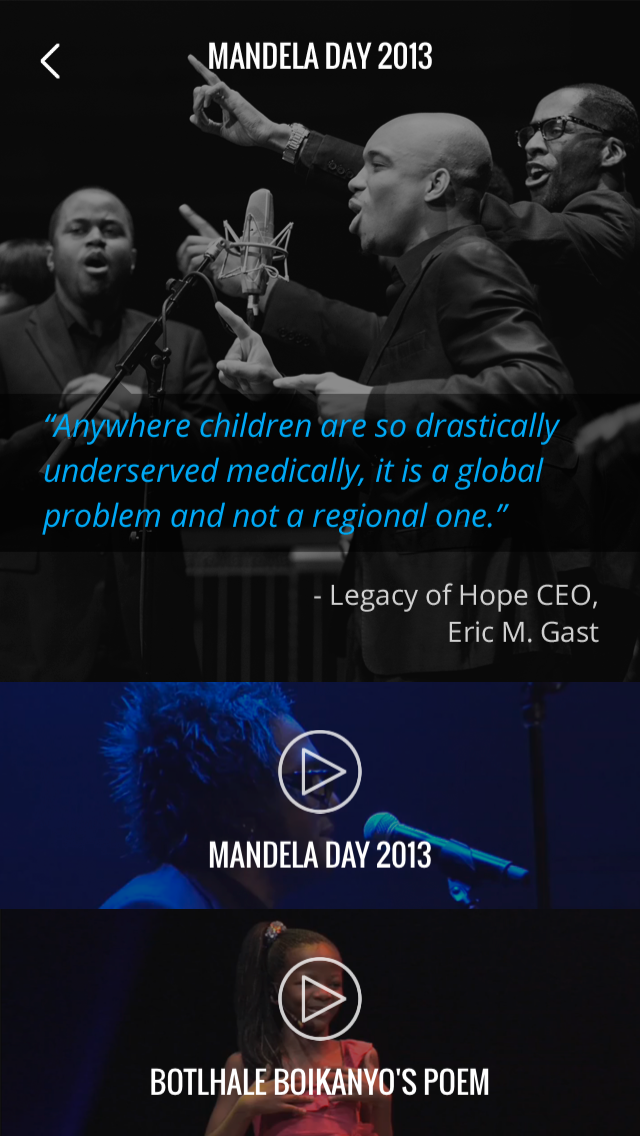 MANDELA DAY 2013
“Anywhere children are so drastically
underserved medically, it is a global
problem and not a regional one.”
- Legacy of Hope CEO,
Eric M. Gast
MANDELA DAY 2013
BOTLHALE BOIKANYO'S POEM